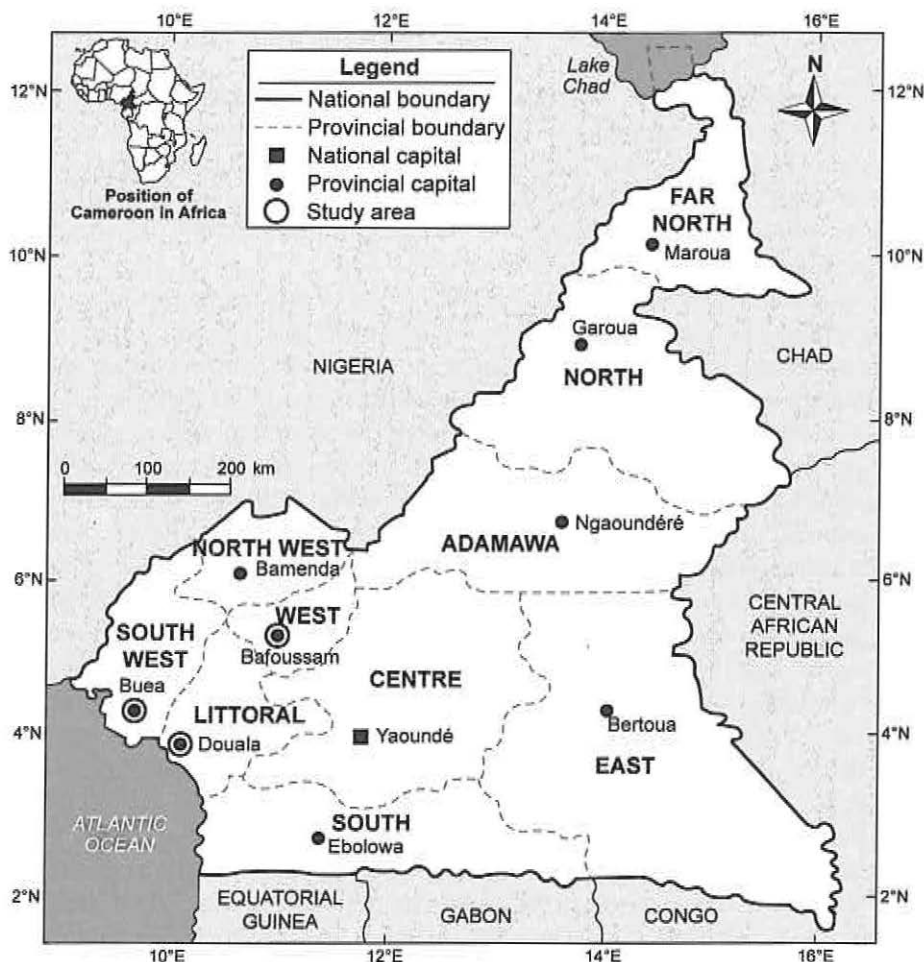 10°E
12°E
14°E
16°E
Legend
National boundary
Provincial boundary
National capital
Provincial capital
Study area
Position of
Cameroon in Africa
N
Lake
Chad
12°N
12°N
FAR
NORTH
Maroua
10°N
10°N
Garoua
NORTH
NIGERIA
CHAD
8°N
8°N
0 100 200 km
ADAMAWA
Ngaoundéré
NORTH WEST
Bamenda
6°N
6°N
WEST
Bafoussam
SOUTH
WEST
Buea
CENTRAL
AFRICAN
REPUBLIC
CENTRE
Yaoundé
LITTORAL
Douala
4°N
4°N
Bertoua
EAST
ATLANTIC
OCEAN
SOUTH
Ebolowa
2°N
2°N
EQUATORIAL
GUINEA
GABON
CONGO
10°E
12°E
14°E
16°E